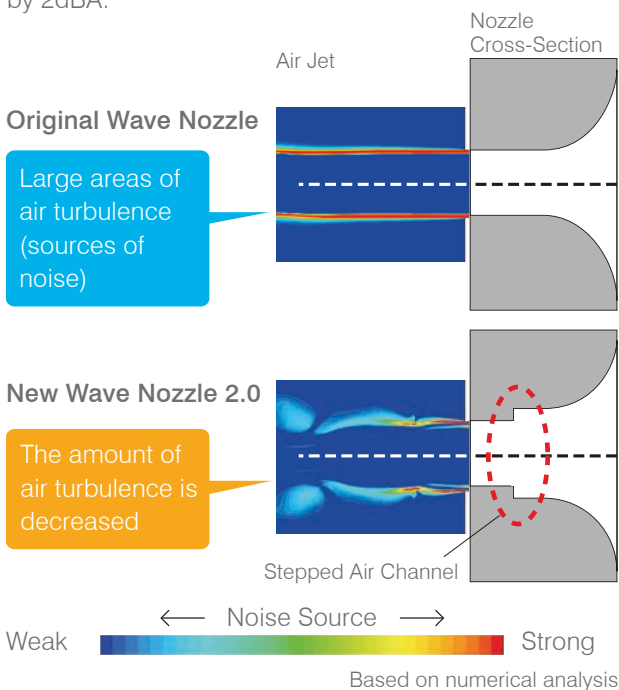 by 2dBA.
Nozzle
Cross-Section
Air Jet
Original Wave Nozzle
Large areas of
air turbulence
(sources of
noise)
New Wave Nozzle 2.0
The amount of
air turbulence is
decreased
Stepped Air Channel
Noise Source
Weak
Strong
Based on numerical analysis